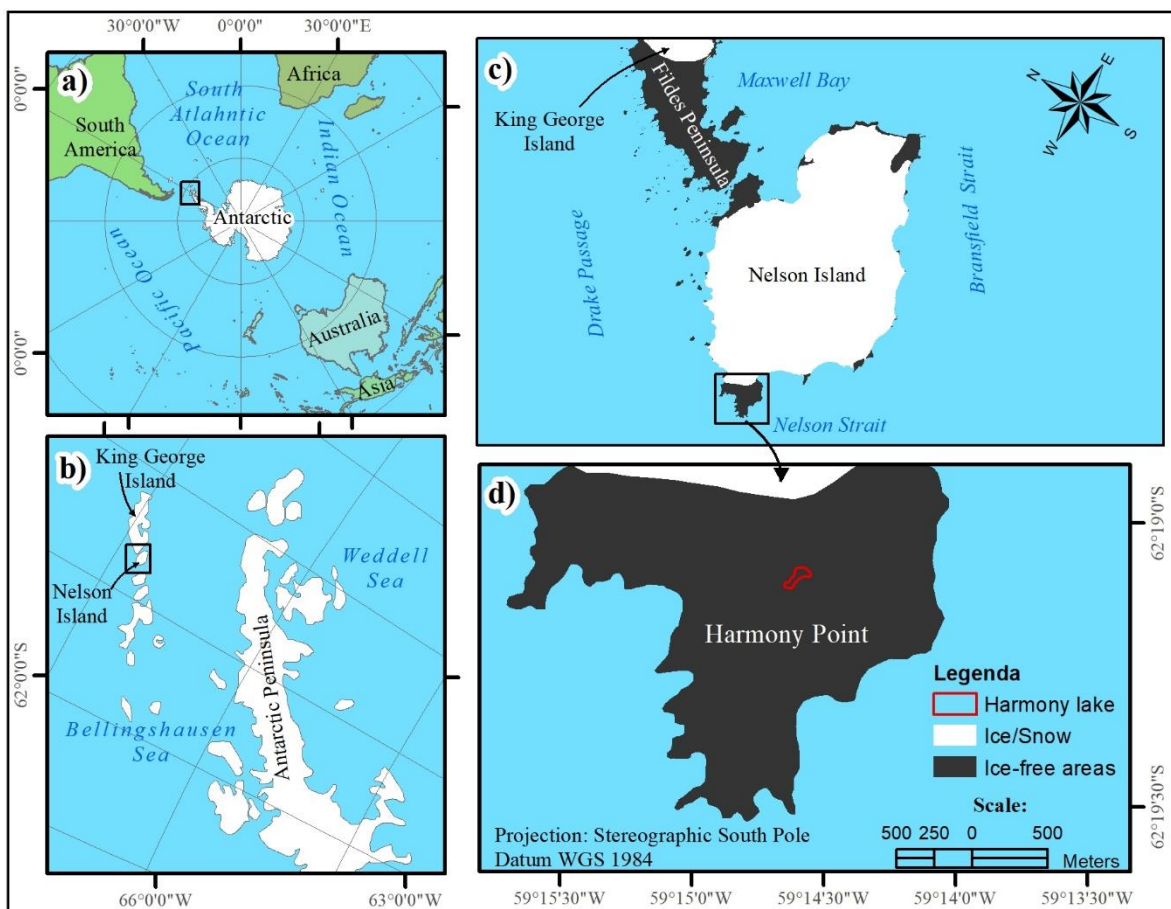 30°0'0"W
0°0'0"
30°0'0"E
a)
0°0'0"
0°0'0"
South
America
Africa
South
Atlahntic
Ocean
Indian Ocean
Antarctic
Pacific Ocean
Australia
Asia
b)
King George
Island
Nelson
Island
Weddell
Sea
Antarctic Peninsula
Bellingshausen
Sea
62°0'0"S
66°0'0"W
63°0'0"W
c)
King George
Island
Fildes Peninsula
Maxwell Bay
N
E
W
S
Drake Passage
Nelson Island
Bransfield Strait
Nelson Strait
d)
Harmony Point
Legenda
Harmony lake
Ice/Snow
Ice-free areas
Scale:
500 250 0 500
Meters
Projection: Stereographic South Pole
Datum WGS 1984
62°19'0"S
62°19'30"S
59°15'30"W
59°15'0"W
59°14'30"W
59°14'0"W
59°13'30"W